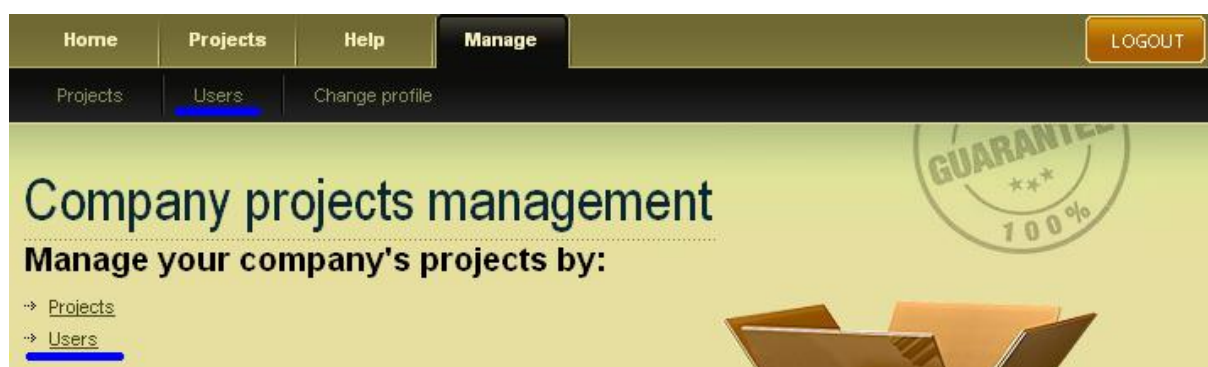 Home Projects Help Manage LOGOUT
Projects Users Change profile
GUARANTEE
100%
Company projects management
Manage your company's projects by:
Projects
Users